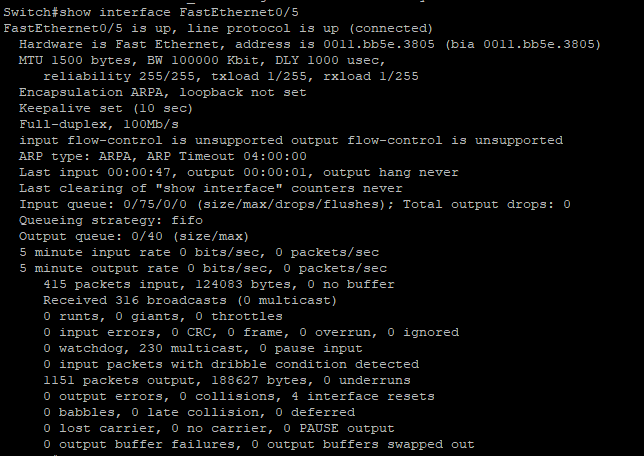 Switch#show interface FastEthernet0/5
FastEthernet0/5 is up, line protocol is up (connected)
Hardware is Fast Ethernet, address is 0011.bb5e.3805 (bia 0011.bb5e.3805)
MTU 1500 bytes, BW 100000 Kbit, DLY 1000 usec,
reliability 255/255, txload 1/255, rxload 1/255
Encapsulation ARPA, loopback not set
Keepalive set (10 sec)
Full-duplex, 100Mb/s
input flow-control is unsupported output flow-control is unsupported
ARP type: ARPA, ARP Timeout 04:00:00
Last input 00:00:47, output 00:00:01, output hang never
Last clearing of "show interface" counters never
Input queue: 0/75/0/0 (size/max/drops/flushes); Total output drops: 0
Queueing strategy: fifo
Output queue: 0/40 (size/max)
5 minute input rate 0 bits/sec, 0 packets/sec
5 minute output rate 0 bits/sec, 0 packets/sec
415 packets input, 124083 bytes, 0 no buffer
Received 316 broadcasts (0 multicast)
0 runts, 0 giants, 0 throttles
0 input errors, 0 CRC, 0 frame, 0 overrun, 0 ignored
0 watchdog, 230 multicast, 0 pause input
0 input packets with dribble condition detected
1151 packets output, 188627 bytes, 0 underruns
0 output errors, 0 collisions, 4 interface resets
0 babbles, 0 late collision, 0 deferred
0 lost carrier, 0 no carrier, 0 PAUSE output
0 output buffer failures, 0 output buffers swapped out